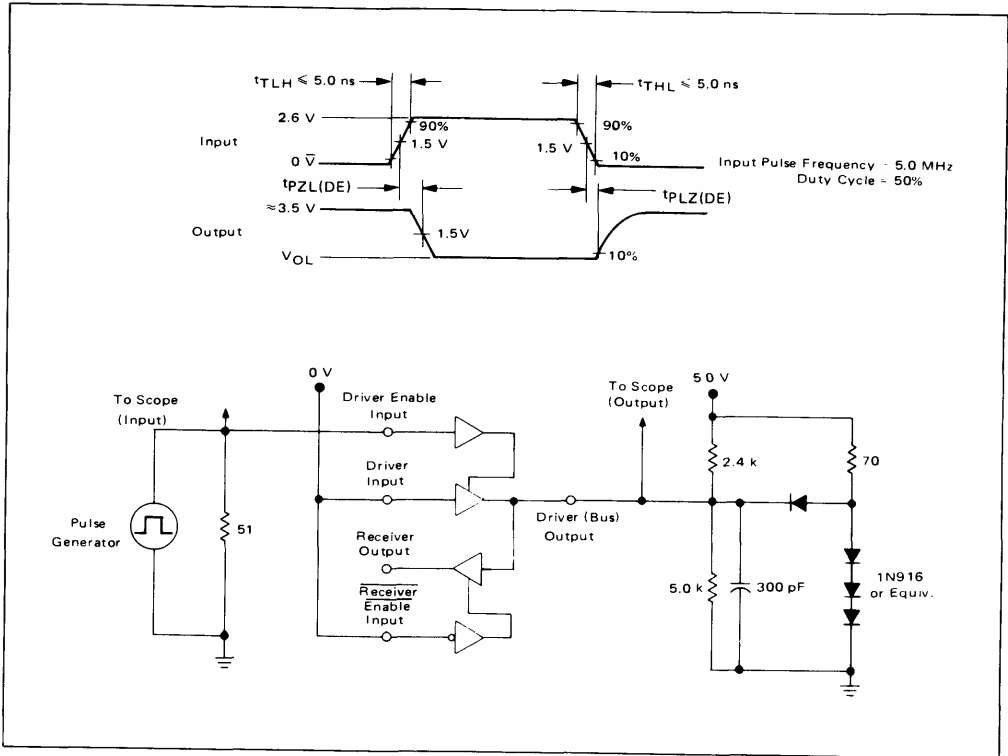 tTLH ≤ 5.0 ns
tTHL ≤ 5.0 ns
2.6 V
90%
90%
Input
1.5 V
1.5 V
0 V
10%
Input Pulse Frequency = 5.0 MHz
Duty Cycle = 50%
tPZL(DE)
tPLZ(DE)
≈3.5 V
Output
1.5V
VOL
10%
0 V
5 0 V
To Scope
(Input)
Driver Enable
Input
To Scope
(Output)
2.4 k
70
Driver
Input
Pulse
Generator
51
Driver (Bus)
Output
Receiver
Output
5.0 k
300 pF
1N916
or Equiv.
Receiver
Enable
Input